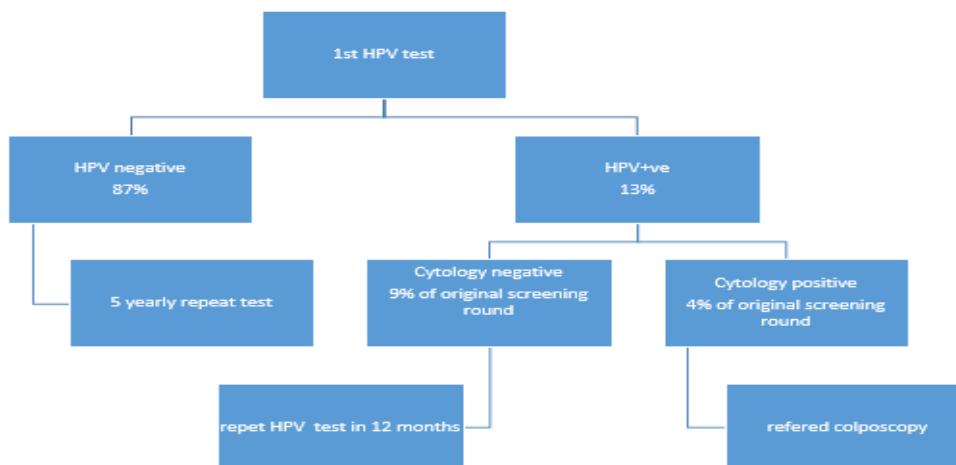 1st HPV test
HPV negative
87%
HPV+ve
13%
5 yearly repeat test
Cytology negative
9% of original screening
round
Cytology positive
4% of original screening
round
repet HPV test in 12 months
refered colposcopy